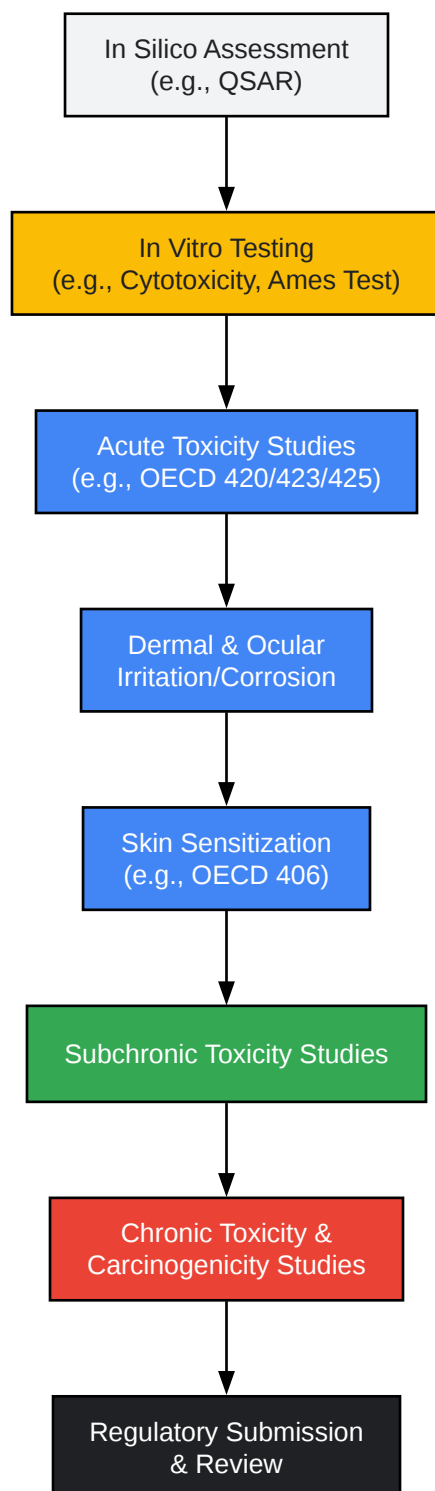 In Silico Assessment
(e.g., QSAR)
In Vitro Testing
(e.g., Cytotoxicity, Ames Test)
Acute Toxicity Studies
(e.g., OECD 420/423/425)
Dermal & Ocular
Irritation/Corrosion
Skin Sensitization
(e.g., OECD 406)
Subchronic Toxicity Studies
Chronic Toxicity &
Carcinogenicity Studies
Regulatory Submission
& Review